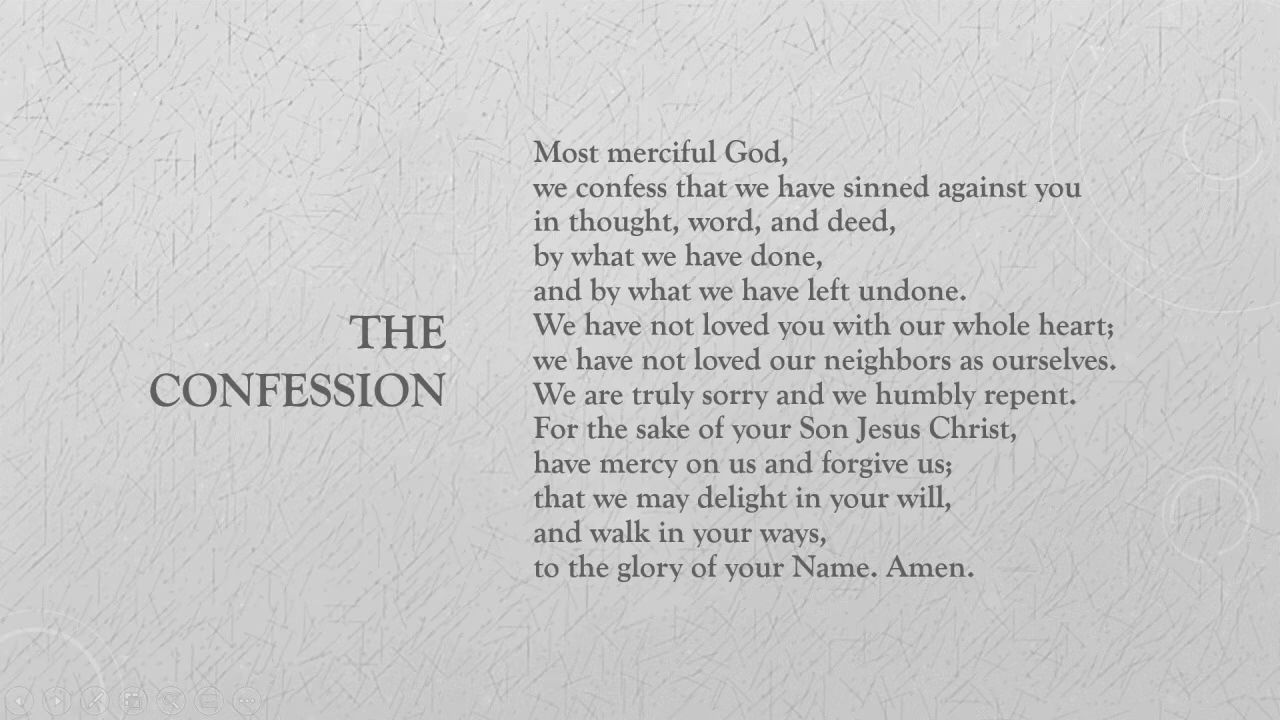 THE
CONFESSION
Most merciful God,
we confess that we have sinned against you
in thought, word, and deed,
by what we have done,
and by what we have left undone.
We have not loved you with our whole heart;
we have not loved our neighbors as ourselves.
We are truly sorry and we humbly repent.
For the sake of your Son Jesus Christ,
have mercy on us and forgive us;
that we may delight in your will,
and walk in your ways,
to the glory of your Name. Amen.